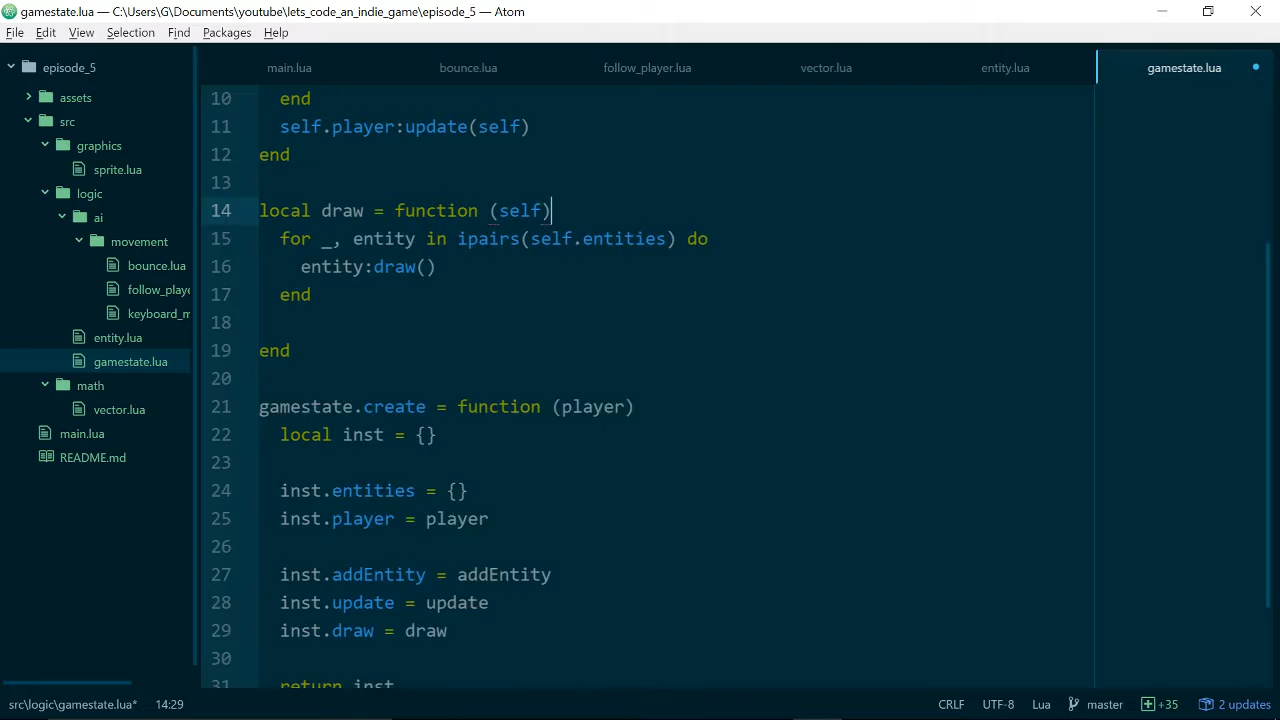 gamestate.lua — C:\Users\G\Documents\youtube\lets_code_an_indie_game\episode_5 — Atom
File Edit View Selection Find Packages Help
episode_5
assets
src
graphics
sprite.lua
logic
ai
movement
bounce.lua
follow_playe
keyboard_m
entity.lua
gamestate.lua
math
vector.lua
main.lua
README.md
main.lua bounce.lua follow_player.lua vector.lua entity.lua gamestate.lua
10 end
11 self.player:update(self)
12 end
13
14 local draw = function (self)
15 for _, entity in ipairs(self.entities) do
16 entity:draw()
17 end
18
19 end
20
21 gamestate.create = function (player)
22 local inst = {}
23
24 inst.entities = {}
25 inst.player = player
26
27 inst.addEntity = addEntity
28 inst.update = update
29 inst.draw = draw
30
31 return inst
src\logic\gamestate.lua* 14:29 CRLF UTF-8 Lua master +35 2 updates